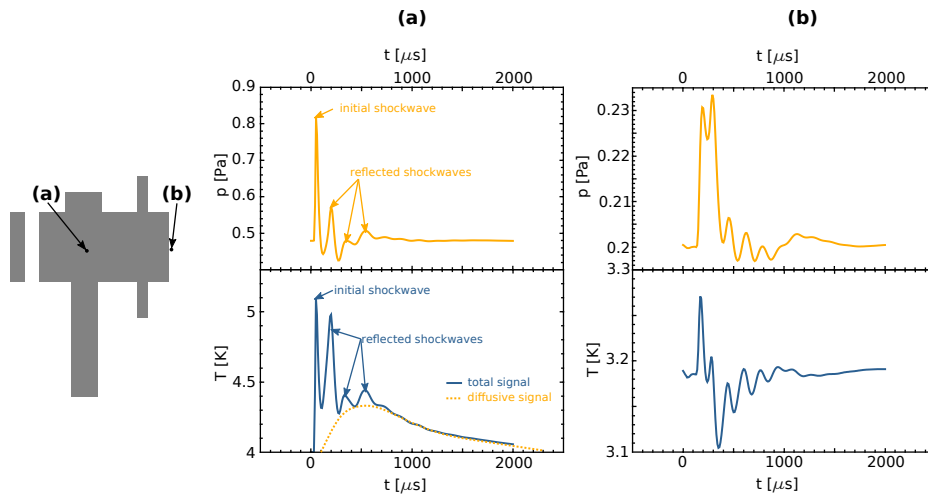 (a)
(b)
t [μs]
t [μs]
0
1000
2000
0
1000
2000
0.9
0.8
0.7
0.6
0.5
p [Pa]
initial shockwave
reflected shockwaves
0.23
0.22
0.21
0.2
3.3
p [Pa]
(a)
(b)
5
4.5
4
T [K]
initial shockwave
reflected shockwaves
total signal
diffusive signal
3.2
3.1
T [K]
0
1000
2000
0
1000
2000
t [μs]
t [μs]